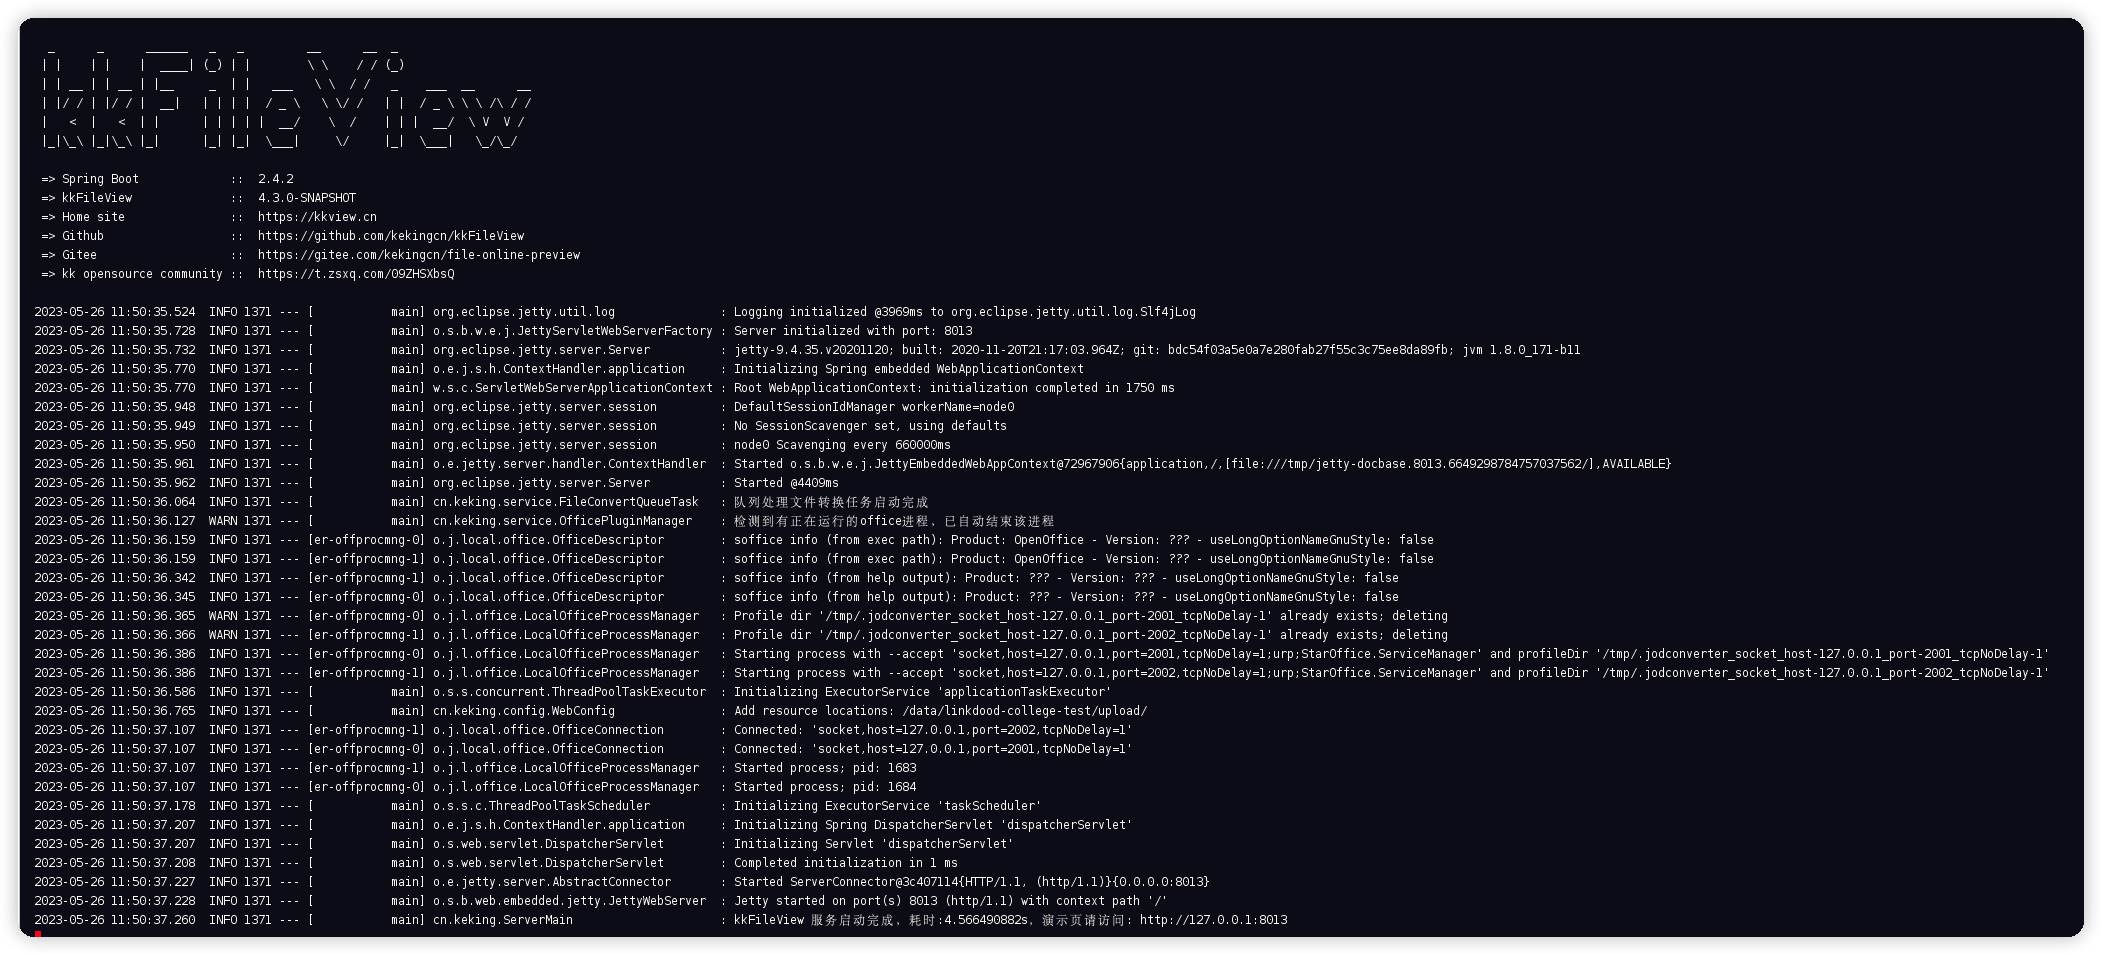 => Spring Boot             ::  2.4.2
=> kkFileView              ::  4.3.0-SNAPSHOT
=> Home site               ::  https://kkview.cn
=> Github                  ::  https://github.com/kekingcn/kkFileView
=> Gitee                   ::  https://gitee.com/kekingcn/file-online-preview
=> kk opensource community ::  https://t.zsxq.com/09ZHSXbsQ
2023-05-26 11:50:35.524  INFO 1371 --- [           main] org.eclipse.jetty.util.log               : Logging initialized @3969ms to org.eclipse.jetty.util.log.Slf4jLog
2023-05-26 11:50:35.728  INFO 1371 --- [           main] o.s.b.w.e.j.JettyServletWebServerFactory : Server initialized with port: 8013
2023-05-26 11:50:35.732  INFO 1371 --- [           main] org.eclipse.jetty.server.Server          : jetty-9.4.35.v20201120; built: 2020-11-20T21:17:03.964Z; git: bdc54f03a5e0a7e280fab27f55c3c75ee8da89fb; jvm 1.8.0_171-b11
2023-05-26 11:50:35.770  INFO 1371 --- [           main] o.e.j.s.h.ContextHandler.application     : Initializing Spring embedded WebApplicationContext
2023-05-26 11:50:35.770  INFO 1371 --- [           main] w.s.c.ServletWebServerApplicationContext : Root WebApplicationContext: initialization completed in 1750 ms
2023-05-26 11:50:35.948  INFO 1371 --- [           main] org.eclipse.jetty.server.session         : DefaultSessionIdManager workerName=node0
2023-05-26 11:50:35.949  INFO 1371 --- [           main] org.eclipse.jetty.server.session         : No SessionScavenger set, using defaults
2023-05-26 11:50:35.950  INFO 1371 --- [           main] org.eclipse.jetty.server.session         : node0 Scavenging every 660000ms
2023-05-26 11:50:35.961  INFO 1371 --- [           main] o.e.jetty.server.handler.ContextHandler  : Started o.s.b.w.e.j.JettyEmbeddedWebAppContext@72967906{application,/,[file:///tmp/jetty-docbase.8013.6649298784757037562/],AVAILABLE}
2023-05-26 11:50:35.962  INFO 1371 --- [           main] org.eclipse.jetty.server.Server          : Started @4409ms
2023-05-26 11:50:36.064  INFO 1371 --- [           main] cn.keking.service.FileConvertQueueTask   : 队列处理文件转换任务启动完成
2023-05-26 11:50:36.127  WARN 1371 --- [           main] cn.keking.service.OfficePluginManager    : 检测到有正在运行的office进程，已自动结束该进程
2023-05-26 11:50:36.159  INFO 1371 --- [er-offprocmng-0] o.j.local.office.OfficeDescriptor        : soffice info (from exec path): Product: OpenOffice - Version: ??? - useLongOptionNameGnuStyle: false
2023-05-26 11:50:36.159  INFO 1371 --- [er-offprocmng-1] o.j.local.office.OfficeDescriptor        : soffice info (from exec path): Product: OpenOffice - Version: ??? - useLongOptionNameGnuStyle: false
2023-05-26 11:50:36.342  INFO 1371 --- [er-offprocmng-1] o.j.local.office.OfficeDescriptor        : soffice info (from help output): Product: ??? - Version: ??? - useLongOptionNameGnuStyle: false
2023-05-26 11:50:36.345  INFO 1371 --- [er-offprocmng-0] o.j.local.office.OfficeDescriptor        : soffice info (from help output): Product: ??? - Version: ??? - useLongOptionNameGnuStyle: false
2023-05-26 11:50:36.365  WARN 1371 --- [er-offprocmng-0] o.j.l.office.LocalOfficeProcessManager   : Profile dir '/tmp/.jodconverter_socket_host-127.0.0.1_port-2001_tcpNoDelay-1' already exists; deleting
2023-05-26 11:50:36.366  WARN 1371 --- [er-offprocmng-1] o.j.l.office.LocalOfficeProcessManager   : Profile dir '/tmp/.jodconverter_socket_host-127.0.0.1_port-2002_tcpNoDelay-1' already exists; deleting
2023-05-26 11:50:36.386  INFO 1371 --- [er-offprocmng-0] o.j.l.office.LocalOfficeProcessManager   : Starting process with --accept 'socket,host=127.0.0.1,port=2001,tcpNoDelay=1;urp;StarOffice.ServiceManager' and profileDir '/tmp/.jodconverter_socket_host-127.0.0.1_port-2001_tcpNoDelay-1'
2023-05-26 11:50:36.386  INFO 1371 --- [er-offprocmng-1] o.j.l.office.LocalOfficeProcessManager   : Starting process with --accept 'socket,host=127.0.0.1,port=2002,tcpNoDelay=1;urp;StarOffice.ServiceManager' and profileDir '/tmp/.jodconverter_socket_host-127.0.0.1_port-2002_tcpNoDelay-1'
2023-05-26 11:50:36.586  INFO 1371 --- [           main] o.s.s.concurrent.ThreadPoolTaskExecutor  : Initializing ExecutorService 'applicationTaskExecutor'
2023-05-26 11:50:36.765  INFO 1371 --- [           main] cn.keking.config.WebConfig               : Add resource locations: /data/linkdood-college-test/upload/
2023-05-26 11:50:37.107  INFO 1371 --- [er-offprocmng-1] o.j.local.office.OfficeConnection        : Connected: 'socket,host=127.0.0.1,port=2002,tcpNoDelay=1'
2023-05-26 11:50:37.107  INFO 1371 --- [er-offprocmng-0] o.j.local.office.OfficeConnection        : Connected: 'socket,host=127.0.0.1,port=2001,tcpNoDelay=1'
2023-05-26 11:50:37.107  INFO 1371 --- [er-offprocmng-1] o.j.l.office.LocalOfficeProcessManager   : Started process; pid: 1683
2023-05-26 11:50:37.107  INFO 1371 --- [er-offprocmng-0] o.j.l.office.LocalOfficeProcessManager   : Started process; pid: 1684
2023-05-26 11:50:37.178  INFO 1371 --- [           main] o.s.s.c.ThreadPoolTaskScheduler          : Initializing ExecutorService 'taskScheduler'
2023-05-26 11:50:37.207  INFO 1371 --- [           main] o.e.j.s.h.ContextHandler.application     : Initializing Spring DispatcherServlet 'dispatcherServlet'
2023-05-26 11:50:37.207  INFO 1371 --- [           main] o.s.web.servlet.DispatcherServlet        : Initializing Servlet 'dispatcherServlet'
2023-05-26 11:50:37.208  INFO 1371 --- [           main] o.s.web.servlet.DispatcherServlet        : Completed initialization in 1 ms
2023-05-26 11:50:37.227  INFO 1371 --- [           main] o.e.jetty.server.AbstractConnector       : Started ServerConnector@3c407114{HTTP/1.1, (http/1.1)}{0.0.0.0:8013}
2023-05-26 11:50:37.228  INFO 1371 --- [           main] o.s.b.web.embedded.jetty.JettyWebServer  : Jetty started on port(s) 8013 (http/1.1) with context path '/'
2023-05-26 11:50:37.260  INFO 1371 --- [           main] cn.keking.ServerMain                     : kkFileView 服务启动完成，耗时:4.566490882s，演示页请访问: http://127.0.0.1:8013